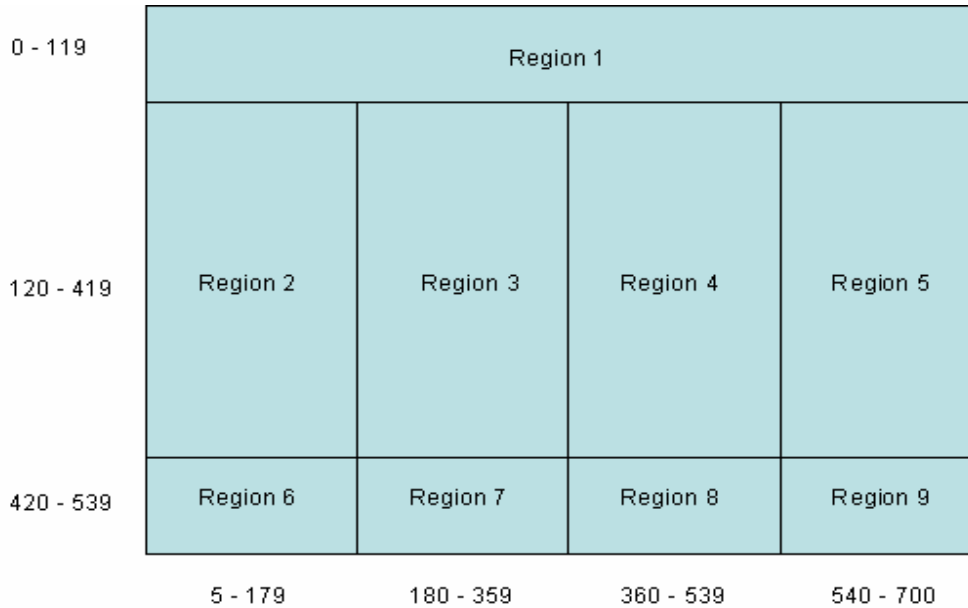 0 - 119
Region 1
120 - 419
Region 2
Region 3
Region 4
Region 5
420 - 539
Region 6
Region 7
Region 8
Region 9
5 - 179
180 - 359
360 - 539
540 - 700